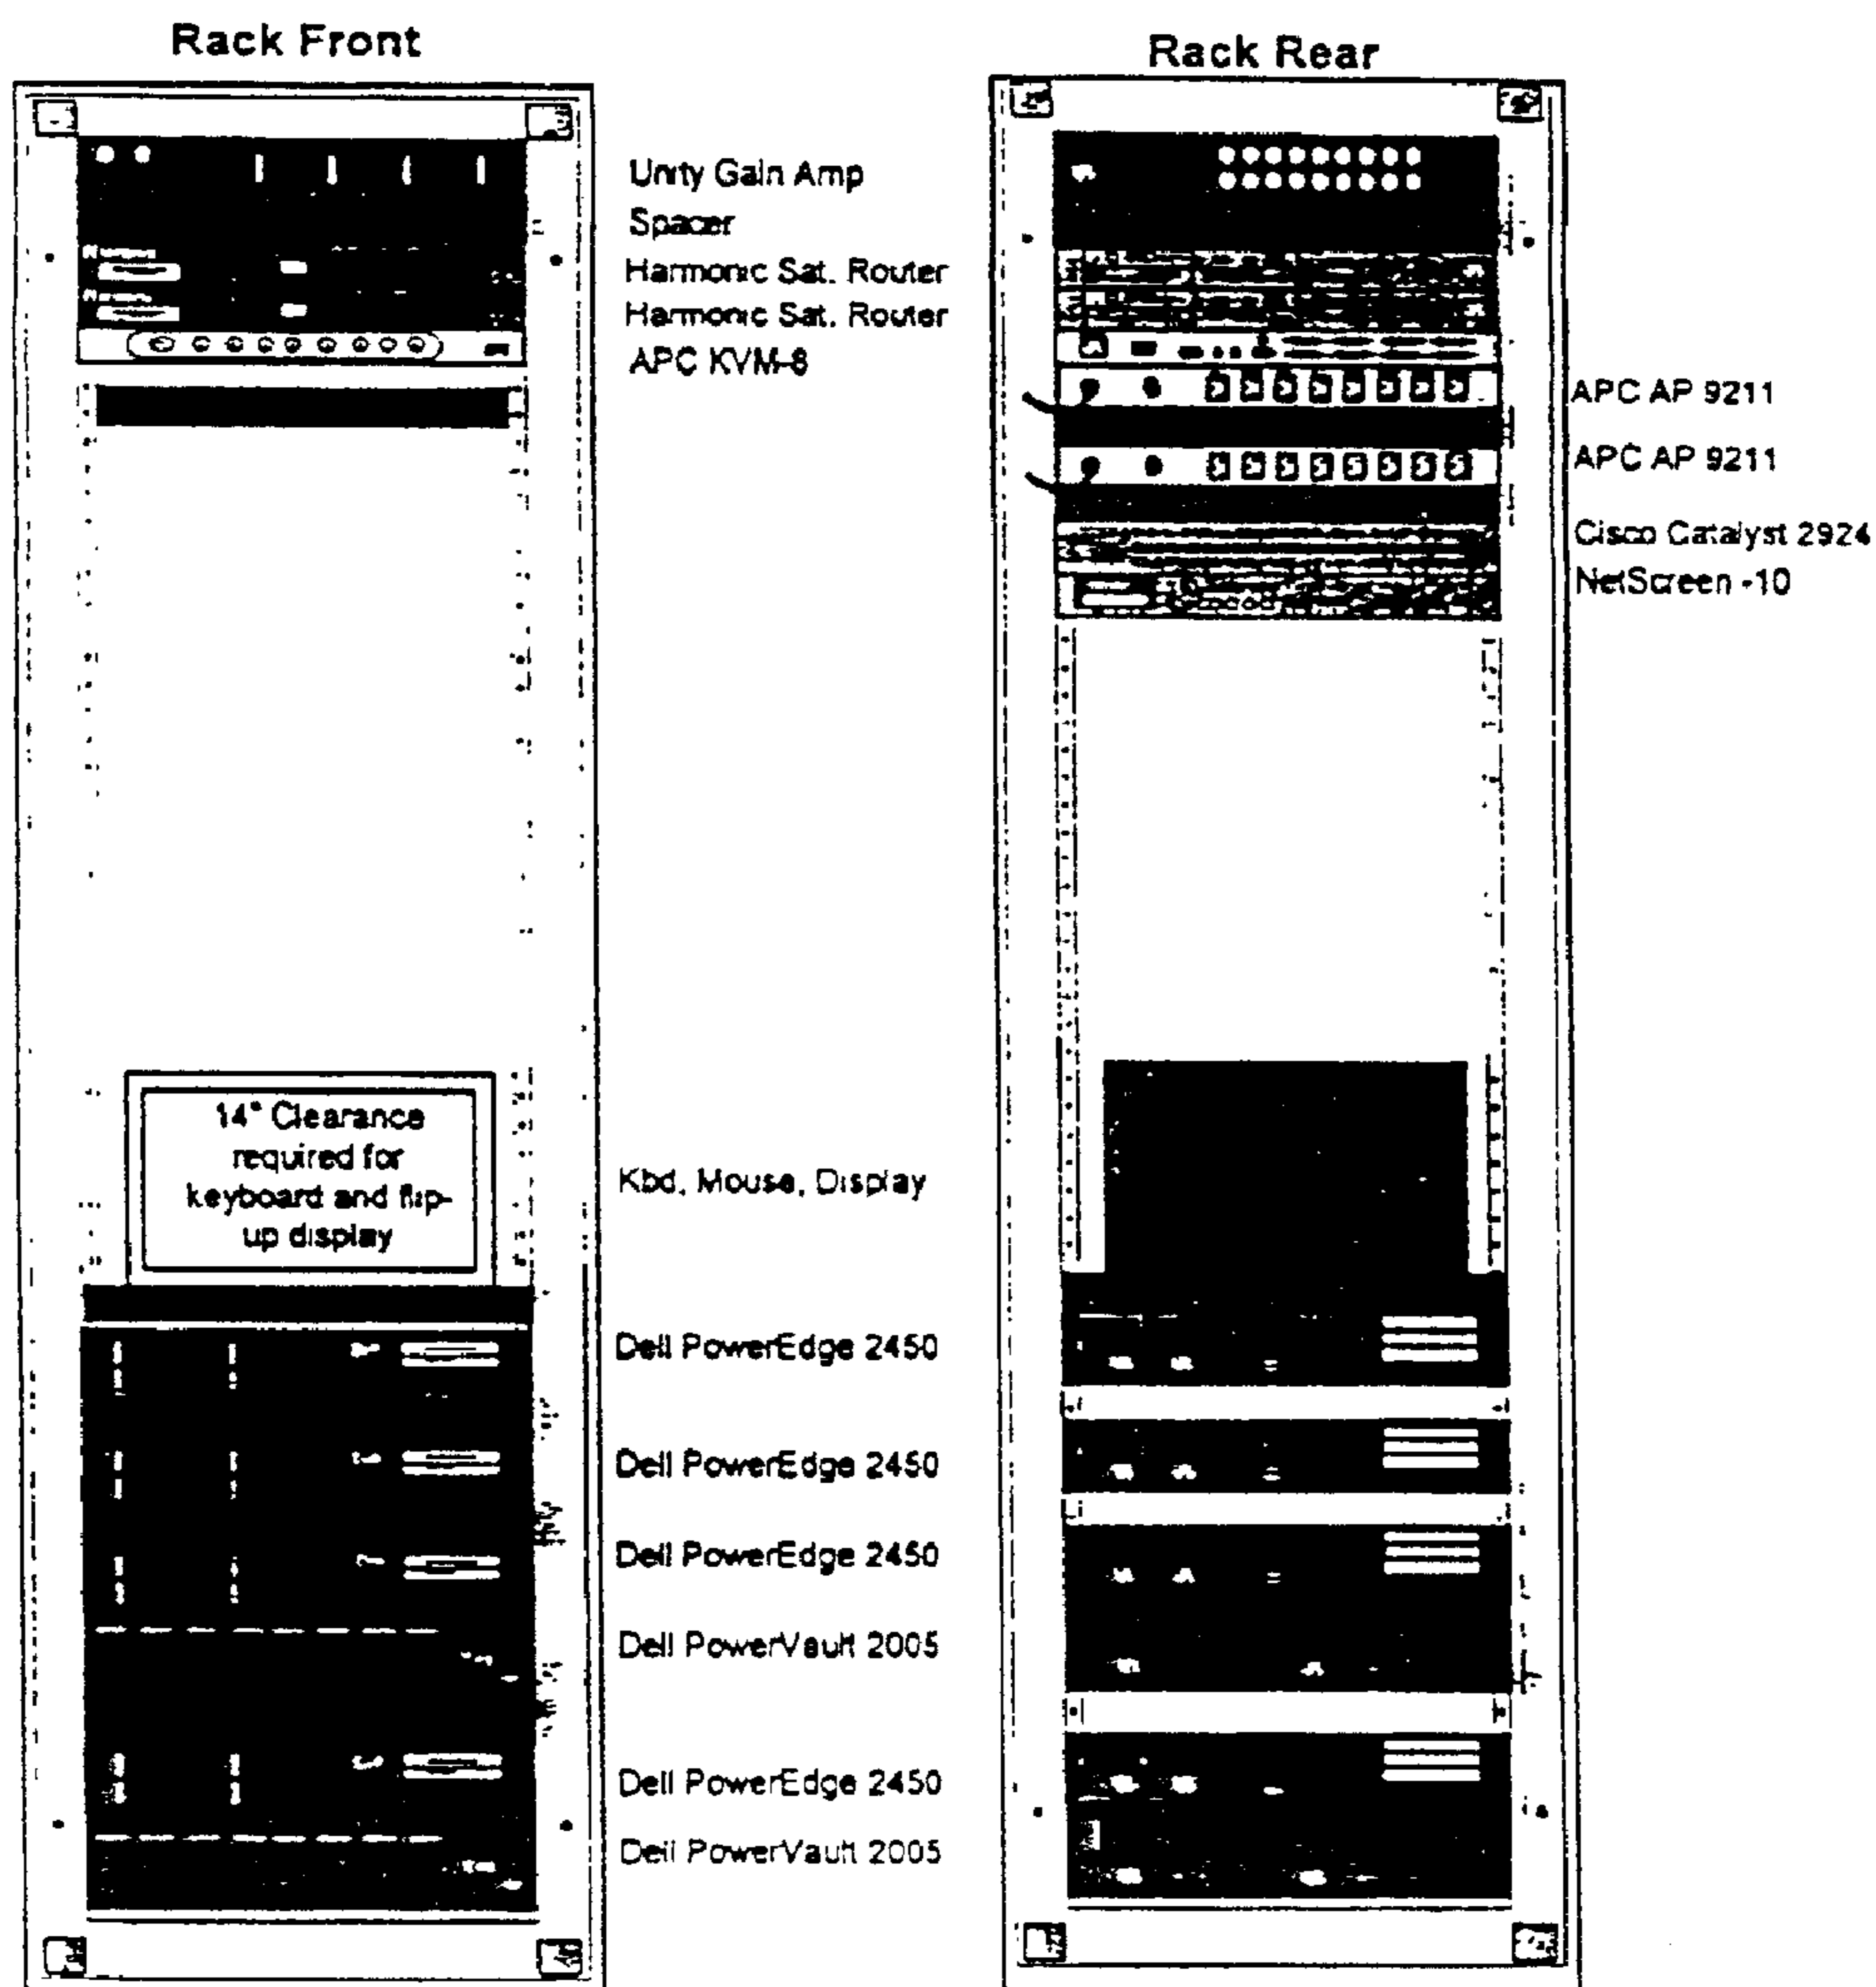 Rack Front
Unity Gain Amp
Spacer
Harmonic Sat. Router
Harmonic Sat. Router
APC KVM-8
14" Clearance
required for
keyboard and flip-
up display
Kbd, Mouse, Display
Dell PowerEdge 2450
Dell PowerEdge 2450
Dell PowerEdge 2450
Dell PowerVault 2005
Dell PowerEdge 2450
Dell PowerVault 2005
Rack Rear
APC AP 9211
APC AP 9211
Cisco Catalyst 2924
NetScreen -10